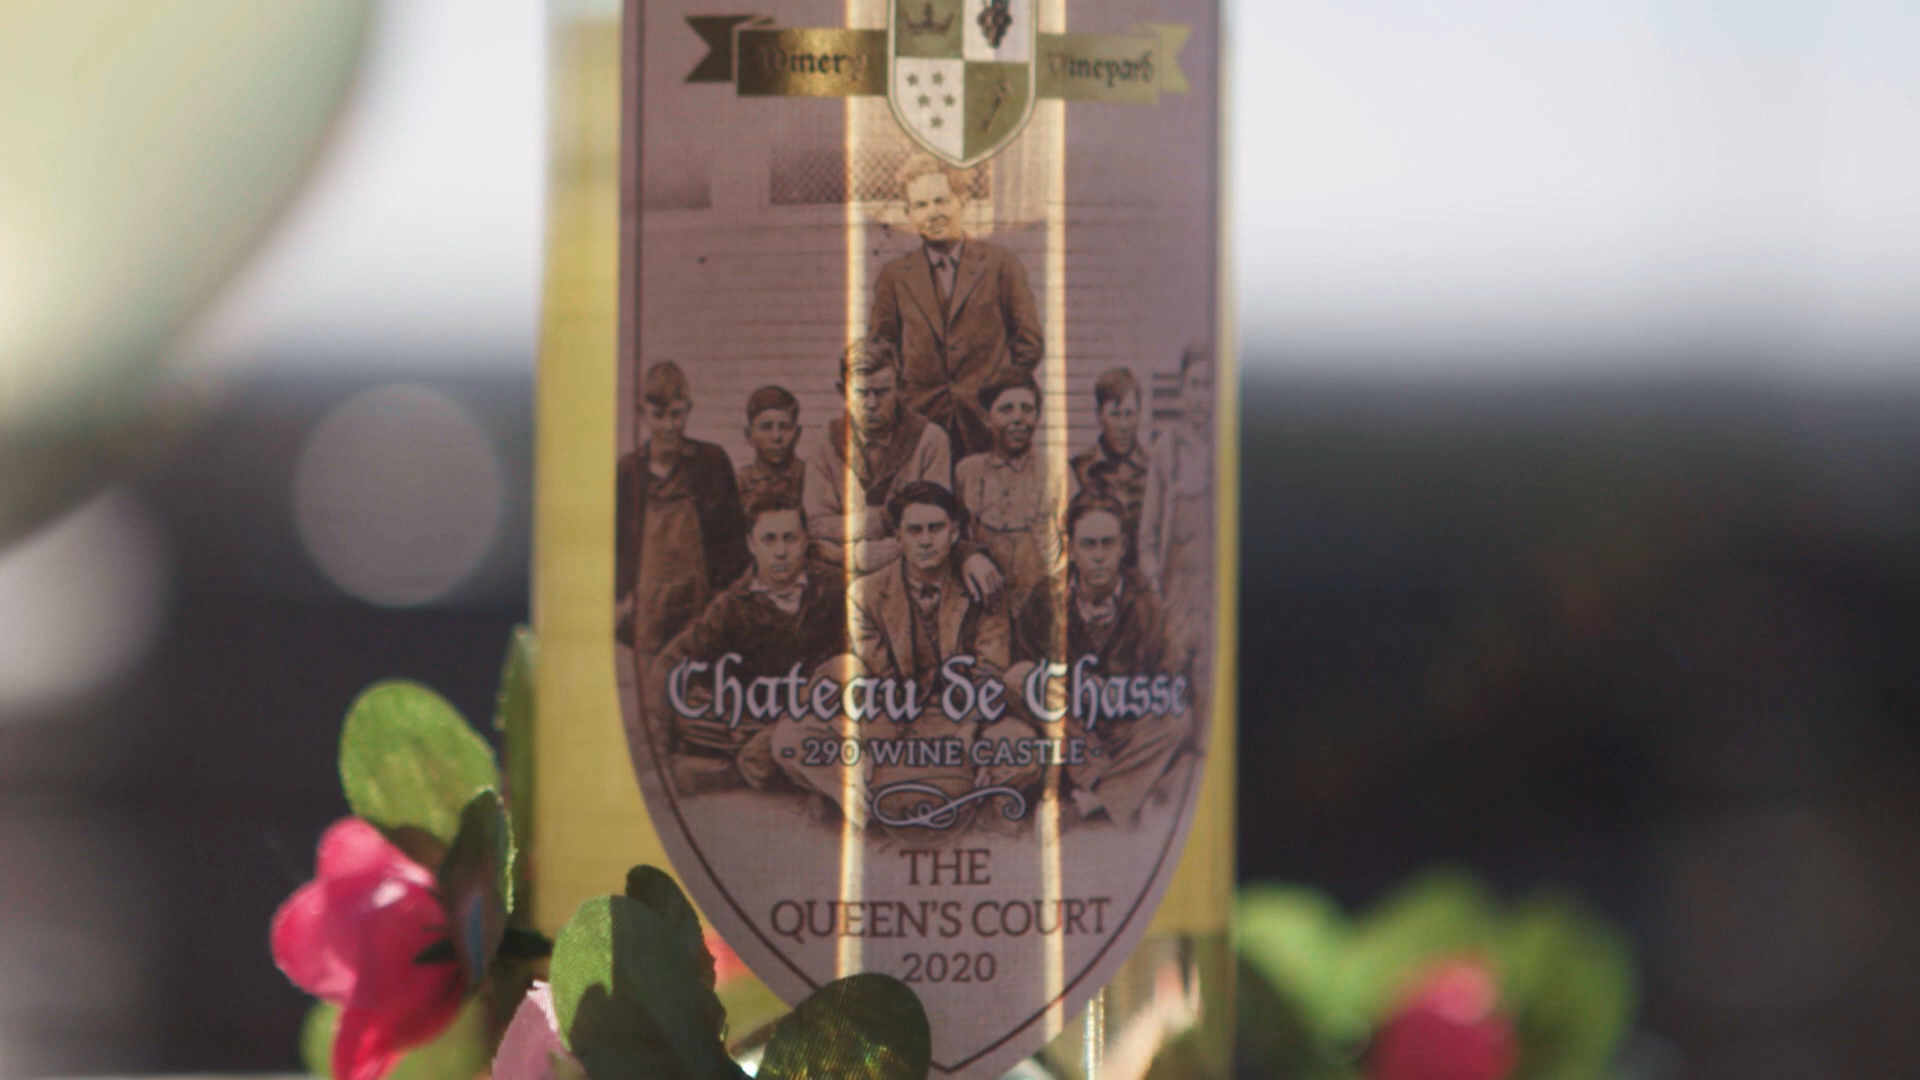 Winery Vineyard
Chateau de Chasse
- 290 WINE CASTLE -
THE
QUEEN'S COURT
2020